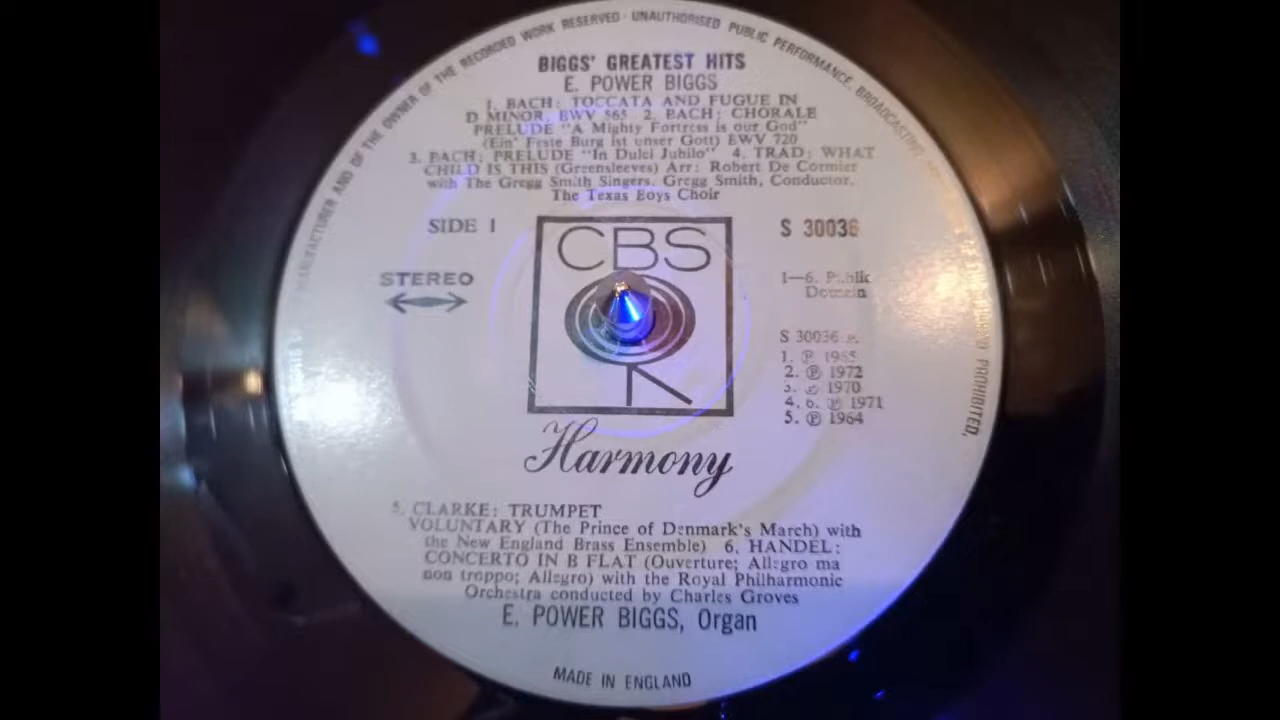 MANUFACTURER AND OF THE OWNER OF THE RECORDED WORK RESERVED · UNAUTHORISED PUBLIC PERFORMANCE, BROADCASTING PROHIBITED.
BIGGS' GREATEST HITS
E. POWER BIGGS
1. BACH: TOCCATA AND FUGUE IN
D MINOR, BWV 565 2. BACH: CHORALE
PRELUDE "A Mighty Fortress is our God"
(Ein' Feste Burg ist unser Gott) BWV 720
3. BACH: PRELUDE "In Dulci Jubilo" 4. TRAD: WHAT
CHILD IS THIS (Greensleeves) Arr: Robert De Cormier
with The Gregg Smith Singers. Gregg Smith, Conductor.
The Texas Boys Choir
SIDE 1
S 30036
CBS
STEREO
1—6. Public
Domain
S 30036
1. ℗ 1965
2. ℗ 1972
3. ℗ 1970
4. 6. ℗ 1971
5. ℗ 1964
Harmony
5. CLARKE: TRUMPET
VOLUNTARY (The Prince of Denmark's March) with
the New England Brass Ensemble) 6. HANDEL:
CONCERTO IN B FLAT (Ouverture; Allegro ma
non troppo; Allegro) with the Royal Philharmonic
Orchestra conducted by Charles Groves
E. POWER BIGGS, Organ
MADE IN ENGLAND